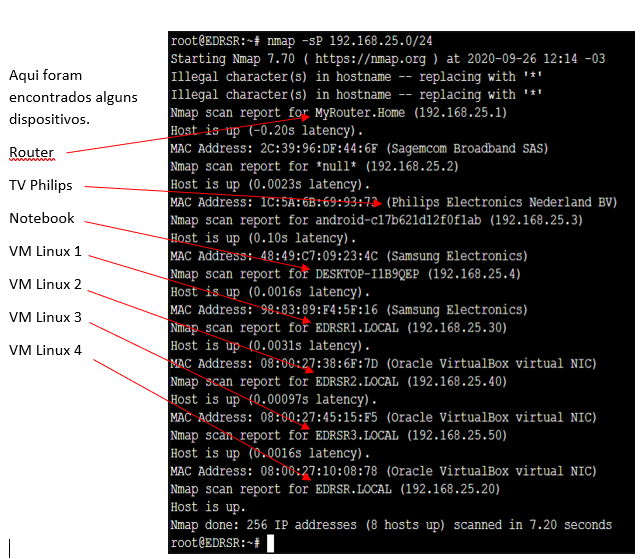 Aqui foram
encontrados alguns
dispositivos.
Router
TV Philips
Notebook
VM Linux 1
VM Linux 2
VM Linux 3
VM Linux 4
root@EDRSR:~# nmap -sP 192.168.25.0/24
Starting Nmap 7.70 ( https://nmap.org ) at 2020-09-26 12:14 -03
Illegal character(s) in hostname -- replacing with '*'
Illegal character(s) in hostname -- replacing with '*'
Nmap scan report for MyRouter.Home (192.168.25.1)
Host is up (-0.20s latency).
MAC Address: 2C:39:96:DF:44:6F (Sagemcom Broadband SAS)
Nmap scan report for *null* (192.168.25.2)
Host is up (0.0023s latency).
MAC Address: 1C:5A:6B:69:93:73 (Philips Electronics Nederland BV)
Nmap scan report for android-c17b621d12f0f1ab (192.168.25.3)
Host is up (0.10s latency).
MAC Address: 48:49:C7:09:23:4C (Samsung Electronics)
Nmap scan report for DESKTOP-I1B9QEP (192.168.25.4)
Host is up (0.0016s latency).
MAC Address: 98:83:89:F4:5F:16 (Samsung Electronics)
Nmap scan report for EDRSR1.LOCAL (192.168.25.30)
Host is up (0.0031s latency).
MAC Address: 08:00:27:38:6F:7D (Oracle VirtualBox virtual NIC)
Nmap scan report for EDRSR2.LOCAL (192.168.25.40)
Host is up (0.00097s latency).
MAC Address: 08:00:27:45:15:F5 (Oracle VirtualBox virtual NIC)
Nmap scan report for EDRSR3.LOCAL (192.168.25.50)
Host is up (0.0016s latency).
MAC Address: 08:00:27:10:08:78 (Oracle VirtualBox virtual NIC)
Nmap scan report for EDRSR.LOCAL (192.168.25.20)
Host is up.
Nmap done: 256 IP addresses (8 hosts up) scanned in 7.20 seconds
root@EDRSR:~#